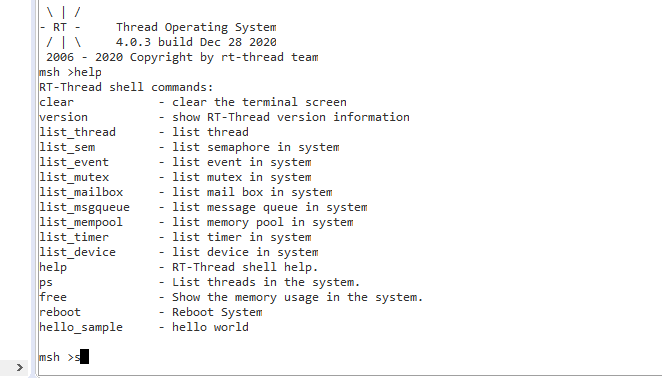 \ | /
- RT -     Thread Operating System
/ | \     4.0.3 build Dec 28 2020
2006 - 2020 Copyright by rt-thread team
msh >help
RT-Thread shell commands:
clear            - clear the terminal screen
version          - show RT-Thread version information
list_thread      - list thread
list_sem         - list semaphore in system
list_event       - list event in system
list_mutex       - list mutex in system
list_mailbox     - list mail box in system
list_msgqueue    - list message queue in system
list_mempool     - list memory pool in system
list_timer       - list timer in system
list_device      - list device in system
help             - RT-Thread shell help.
ps               - List threads in the system.
free             - Show the memory usage in the system.
reboot           - Reboot System
hello_sample     - hello world
msh >s